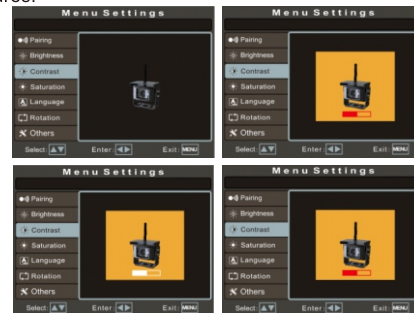 ares.
Menu Settings
Pairing
Brightness
Contrast
Saturation
Language
Rotation
Others
Select: Enter: Exit: MENU
Menu Settings
Pairing
Brightness
Contrast
Saturation
Language
Rotation
Others
Select: Enter: Exit: MENU
Menu Settings
Pairing
Brightness
Contrast
Saturation
Language
Rotation
Others
Select: Enter: Exit: MENU
Menu Settings
Pairing
Brightness
Contrast
Saturation
Language
Rotation
Others
Select: Enter: Exit: MENU